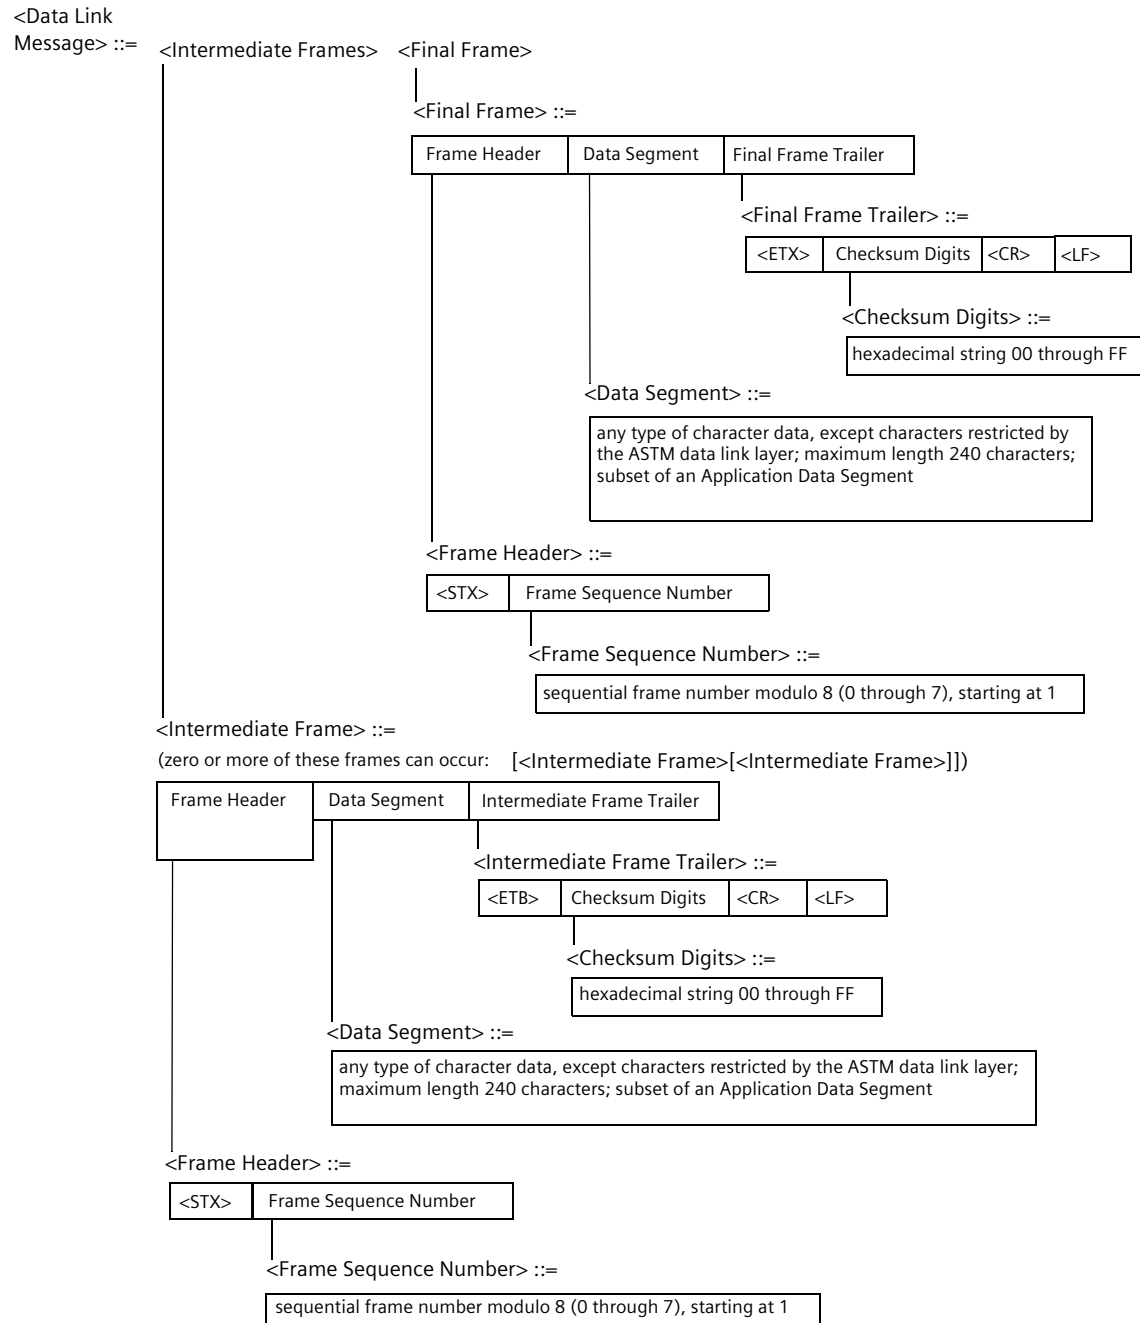 <Data Link
Message> ::= <Intermediate Frames> <Final Frame>
<Final Frame> ::=
Frame Header Data Segment Final Frame Trailer
<Final Frame Trailer> ::=
<ETX> Checksum Digits <CR> <LF>
<Checksum Digits> ::=
hexadecimal string 00 through FF
<Data Segment> ::=
any type of character data, except characters restricted by
the ASTM data link layer; maximum length 240 characters;
subset of an Application Data Segment
<Frame Header> ::=
<STX> Frame Sequence Number
<Frame Sequence Number> ::=
sequential frame number modulo 8 (0 through 7), starting at 1
<Intermediate Frame> ::=
(zero or more of these frames can occur: [<Intermediate Frame>[<Intermediate Frame>]])
Frame Header Data Segment Intermediate Frame Trailer
<Intermediate Frame Trailer> ::=
<ETB> Checksum Digits <CR> <LF>
<Checksum Digits> ::=
hexadecimal string 00 through FF
<Data Segment> ::=
any type of character data, except characters restricted by the ASTM data link layer;
maximum length 240 characters; subset of an Application Data Segment
<Frame Header> ::=
<STX> Frame Sequence Number
<Frame Sequence Number> ::=
sequential frame number modulo 8 (0 through 7), starting at 1